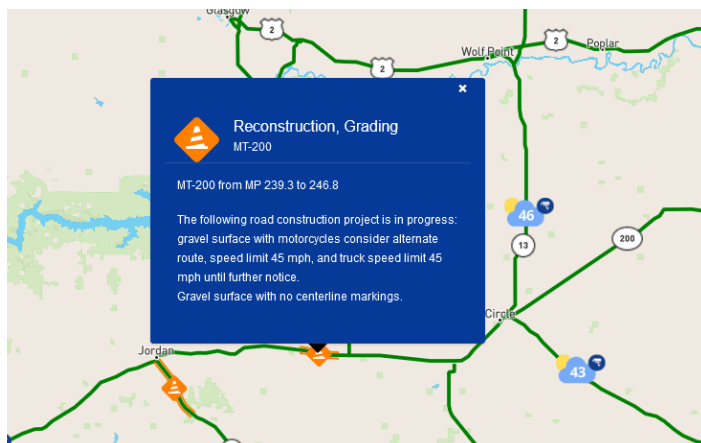 Glasgow
2
Wolf Point
2
Poplar
2
×
Reconstruction, Grading
MT-200
MT-200 from MP 239.3 to 246.8
The following road construction project is in progress:
gravel surface with motorcycles consider alternate
route, speed limit 45 mph, and truck speed limit 45
mph until further notice.
Gravel surface with no centerline markings.
46
13
200
Circle
Jordan
43